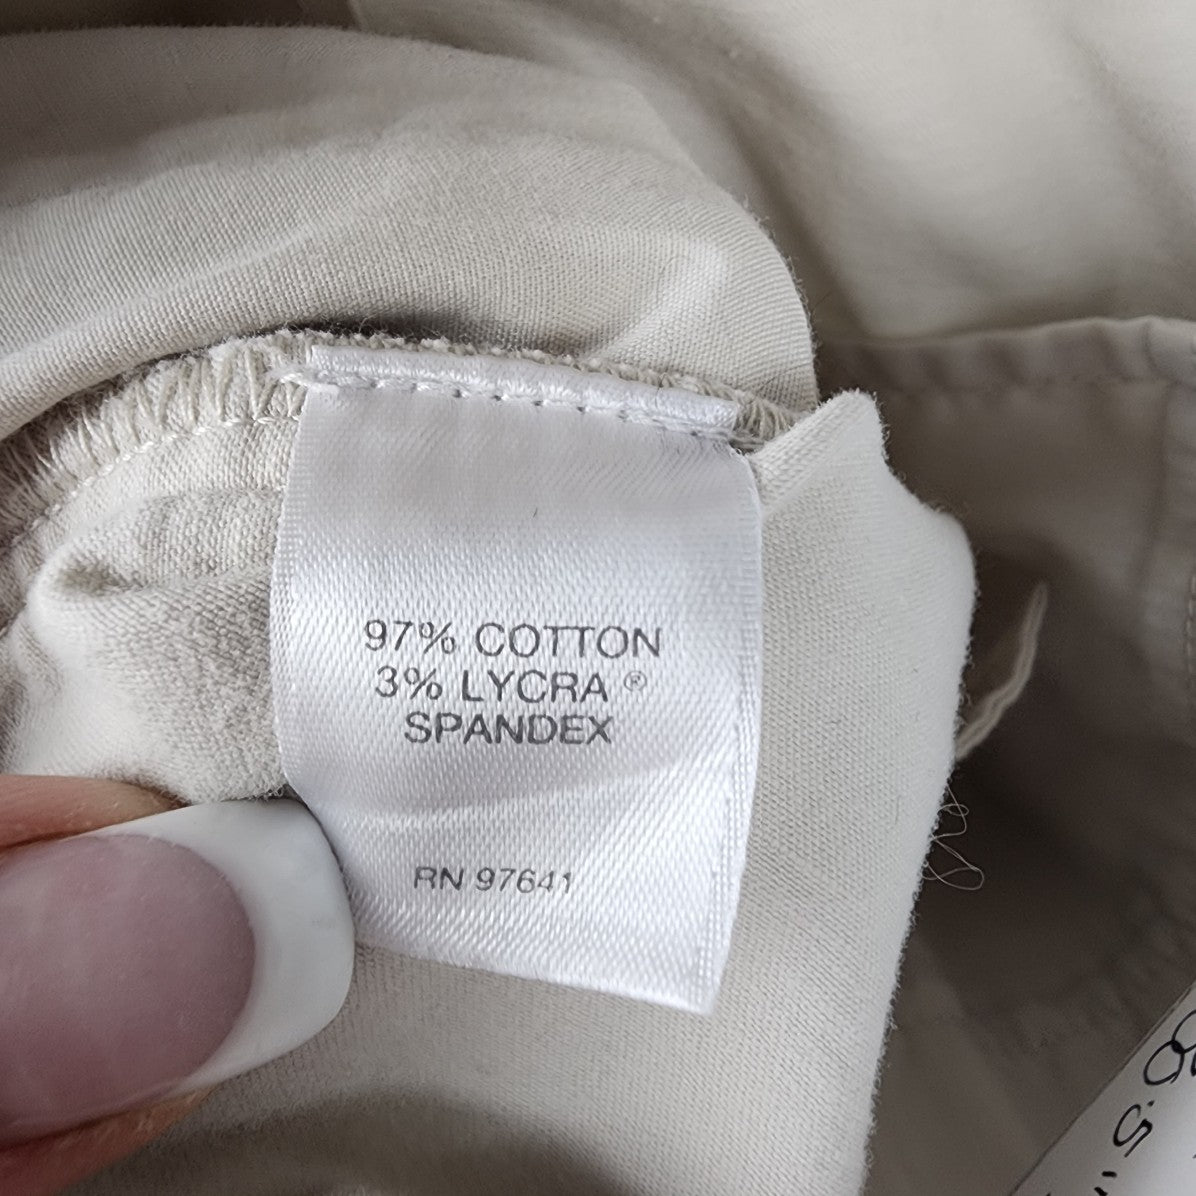 97% COTTON
3% LYCRA ®
SPANDEX
RN 97641